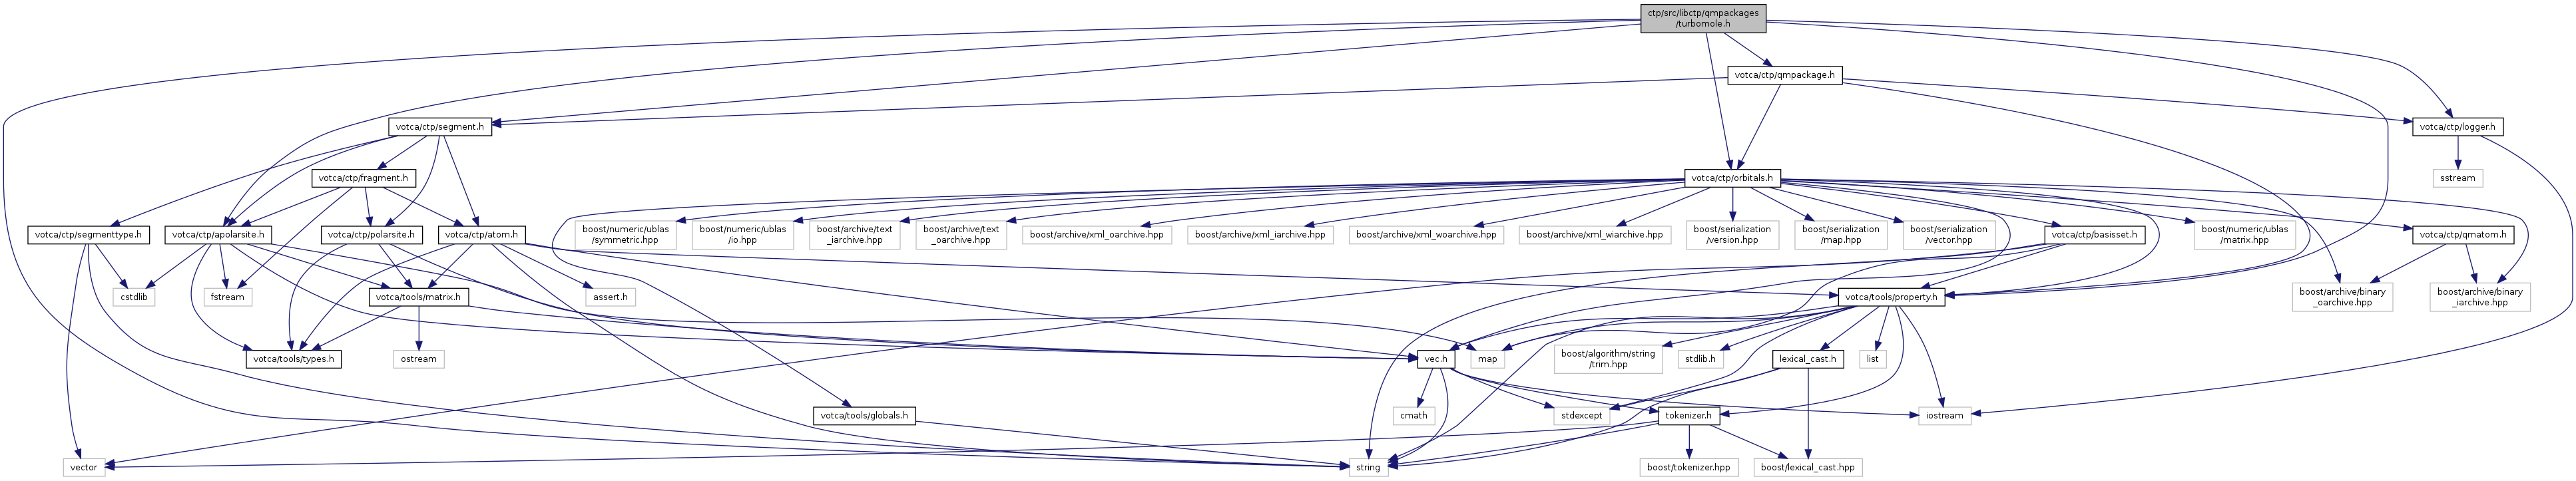 ctp/src/libctp/qmpackages
/turbomole.h
votca/ctp/qmpackage.h
votca/ctp/segment.h
votca/ctp/logger.h
votca/ctp/fragment.h
votca/ctp/orbitals.h
sstream
votca/ctp/segmenttype.h
votca/ctp/apolarsite.h
votca/ctp/polarsite.h
votca/ctp/atom.h
boost/numeric/ublas
/symmetric.hpp
boost/numeric/ublas
/io.hpp
boost/archive/text
_iarchive.hpp
boost/archive/text
_oarchive.hpp
boost/archive/xml_oarchive.hpp
boost/archive/xml_iarchive.hpp
boost/archive/xml_woarchive.hpp
boost/archive/xml_wiarchive.hpp
boost/serialization
/version.hpp
boost/serialization
/map.hpp
boost/serialization
/vector.hpp
votca/ctp/basisset.h
boost/numeric/ublas
/matrix.hpp
votca/ctp/qmatom.h
cstdlib
fstream
votca/tools/matrix.h
assert.h
votca/tools/property.h
boost/archive/binary
_oarchive.hpp
boost/archive/binary
_iarchive.hpp
votca/tools/types.h
ostream
vec.h
map
boost/algorithm/string
/trim.hpp
stdlib.h
lexical_cast.h
list
votca/tools/globals.h
cmath
stdexcept
tokenizer.h
iostream
vector
string
boost/tokenizer.hpp
boost/lexical_cast.hpp